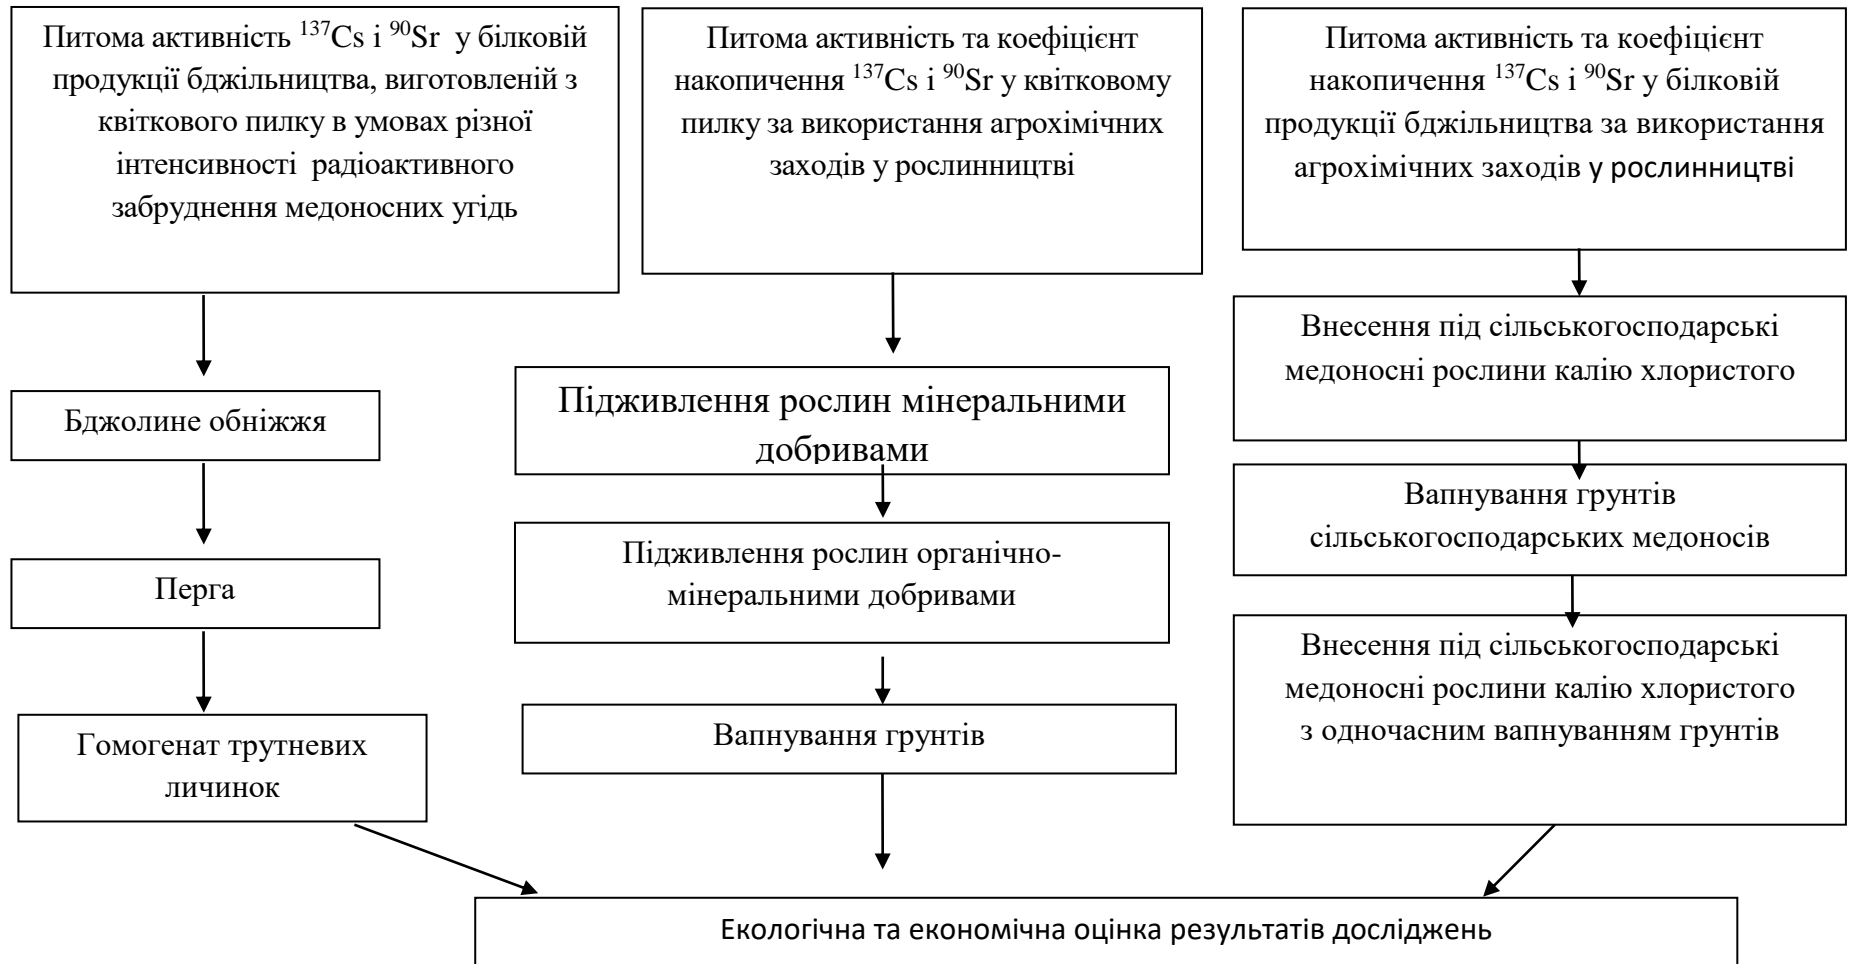 Питома активність ¹³⁷Cs і ⁹⁰Sr у білковій
продукції бджільництва, виготовленій з
квіткового пилку в умовах різної
інтенсивності радіоактивного
забруднення медоносних угідь
Бджолине обніжжя
Перга
Гомогенат трутневих
личинок
Питома активність та коефіцієнт
накопичення ¹³⁷Cs і ⁹⁰Sr у квітковому
пилку за використання агрохімічних
заходів у рослинництві
Підживлення рослин мінеральними
добривами
Підживлення рослин органічно-
мінеральними добривами
Вапнування грунтів
Питома активність та коефіцієнт
накопичення ¹³⁷Cs і ⁹⁰Sr у білковій
продукції бджільництва за використання
агрохімічних заходів у рослинництві
Внесення під сільськогосподарські
медоносні рослини калію хлористого
Вапнування грунтів
сільськогосподарських медоносів
Внесення під сільськогосподарські
медоносні рослини калію хлористого
з одночасним вапнуванням грунтів
Екологічна та економічна оцінка результатів досліджень